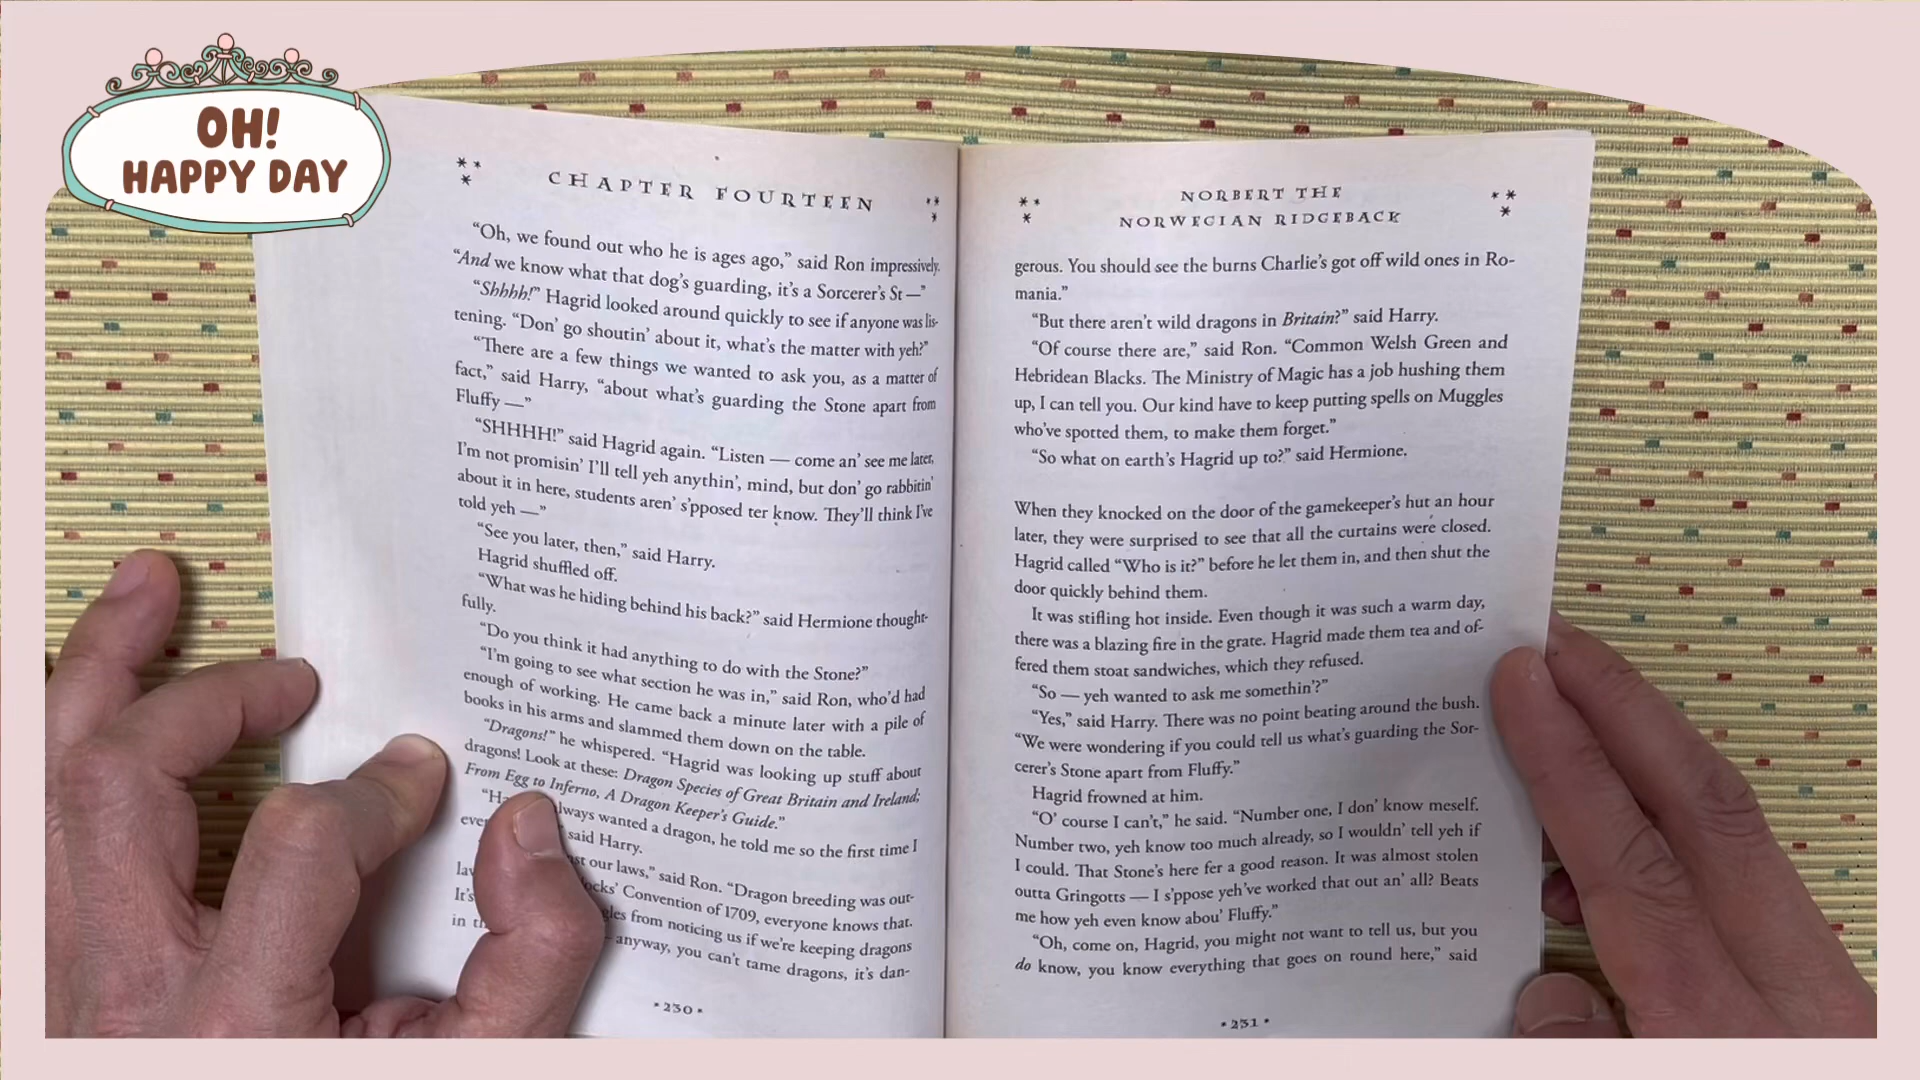 OH!
HAPPY DAY
CHAPTER FOURTEEN
“Oh, we found out who he is ages ago,” said Ron impressively.
“And we know what that dog’s guarding, it’s a Sorcerer’s St —”
“Shhhh!” Hagrid looked around quickly to see if anyone was lis-
tening. “Don’ go shoutin’ about it, what’s the matter with yeh?”
“There are a few things we wanted to ask you, as a matter of
fact,” said Harry, “about what’s guarding the Stone apart from
Fluffy —”
“SHHHH!” said Hagrid again. “Listen — come an’ see me later,
I’m not promisin’ I’ll tell yeh anythin’, mind, but don’ go rabbitin’
about it in here, students aren’ s’pposed ter know. They’ll think I’ve
told yeh —”
“See you later, then,” said Harry.
Hagrid shuffled off.
“What was he hiding behind his back?” said Hermione thought-
fully.
“Do you think it had anything to do with the Stone?”
“I’m going to see what section he was in,” said Ron, who’d had
enough of working. He came back a minute later with a pile of
books in his arms and slammed them down on the table.
“Dragons!” he whispered. “Hagrid was looking up stuff about
dragons! Look at these: Dragon Species of Great Britain and Ireland;
From Egg to Inferno, A Dragon Keeper’s Guide.”
always wanted a dragon, he told me so the first time I
said Harry.
our laws,” said Ron. “Dragon breeding was out-
Convention of 1709, everyone knows that.
It’s from noticing us if we’re keeping dragons
in anyway, you can’t tame dragons, it’s dan-
* 230 *
NORBERT THE
NORWEGIAN RIDGEBACK
gerous. You should see the burns Charlie’s got off wild ones in Ro-
mania.”
“But there aren’t wild dragons in Britain?” said Harry.
“Of course there are,” said Ron. “Common Welsh Green and
Hebridean Blacks. The Ministry of Magic has a job hushing them
up, I can tell you. Our kind have to keep putting spells on Muggles
who’ve spotted them, to make them forget.”
“So what on earth’s Hagrid up to?” said Hermione.
When they knocked on the door of the gamekeeper’s hut an hour
later, they were surprised to see that all the curtains were closed.
Hagrid called “Who is it?” before he let them in, and then shut the
door quickly behind them.
It was stifling hot inside. Even though it was such a warm day,
there was a blazing fire in the grate. Hagrid made them tea and of-
fered them stoat sandwiches, which they refused.
“So — yeh wanted to ask me somethin’?”
“Yes,” said Harry. There was no point beating around the bush.
“We were wondering if you could tell us what’s guarding the Sor-
cerer’s Stone apart from Fluffy.”
Hagrid frowned at him.
“O’ course I can’t,” he said. “Number one, I don’ know meself.
Number two, yeh know too much already, so I wouldn’ tell yeh if
I could. That Stone’s here fer a good reason. It was almost stolen
outta Gringotts — I s’ppose yeh’ve worked that out an’ all? Beats
me how yeh even know abou’ Fluffy.”
“Oh, come on, Hagrid, you might not want to tell us, but you
do know, you know everything that goes on round here,” said
* 231 *